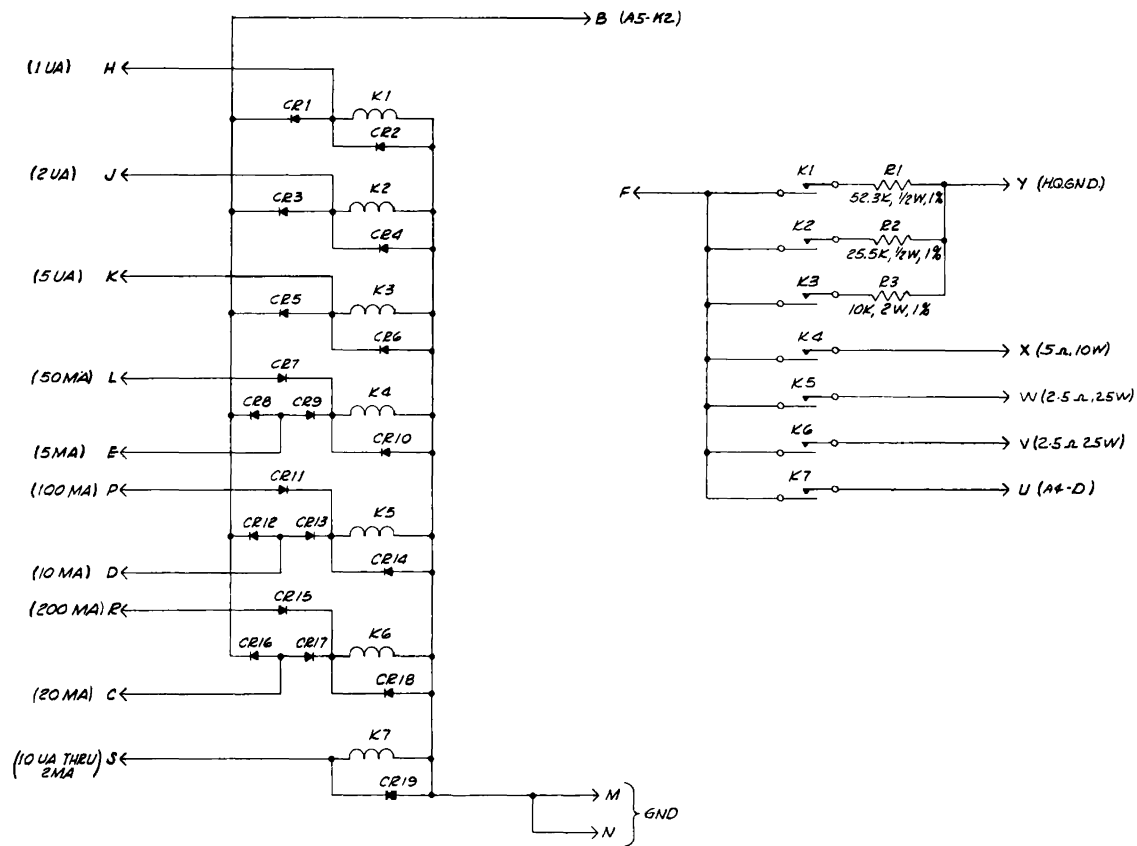 B (A5-K2)
(1 UA) H
CR1
K1
CR2
(2 UA) J
CR3
K2
CR4
(5 UA) K
CR5
K3
CR6
(50 MA) L
CR7
CR8
CR9
K4
CR10
(5 MA) E
(100 MA) P
CR11
CR12
CR13
K5
CR14
(10 MA) D
(200 MA) R
CR15
CR16
CR17
K6
CR18
(20 MA) C
(10 UA THRU 2MA) S
K7
CR19
M
N
GND
F
K1
R1
52.3K, 1/2W, 1%
Y (HQ.GND.)
K2
R2
25.5K, 1/2W, 1%
K3
R3
10K, 2W, 1%
K4
X (5Ω, 10W)
K5
W (2.5Ω, 25W)
K6
V (2.5Ω 25W)
K7
U (A4-D)